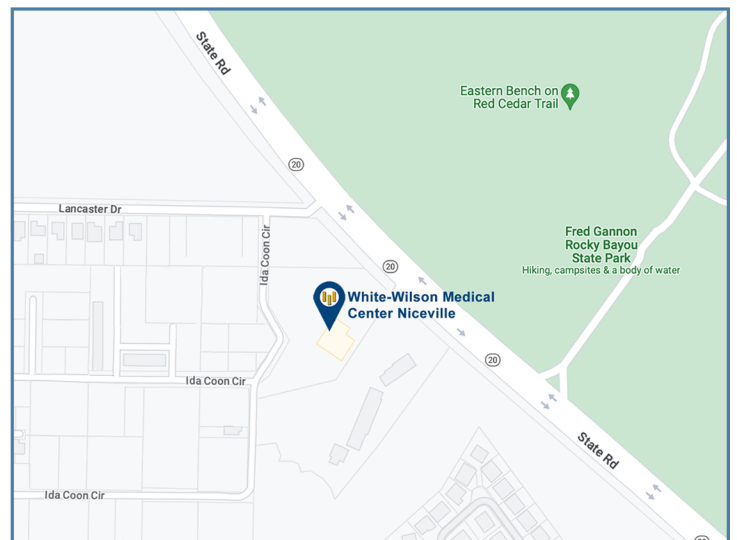 State Rd
Eastern Bench on
Red Cedar Trail
20
Lancaster Dr
Ida Coon Cir
Fred Gannon
Rocky Bayou
State Park
Hiking, campsites & a body of water
20
White-Wilson Medical
Center Niceville
20
Ida Coon Cir
State Rd
Ida Coon Cir